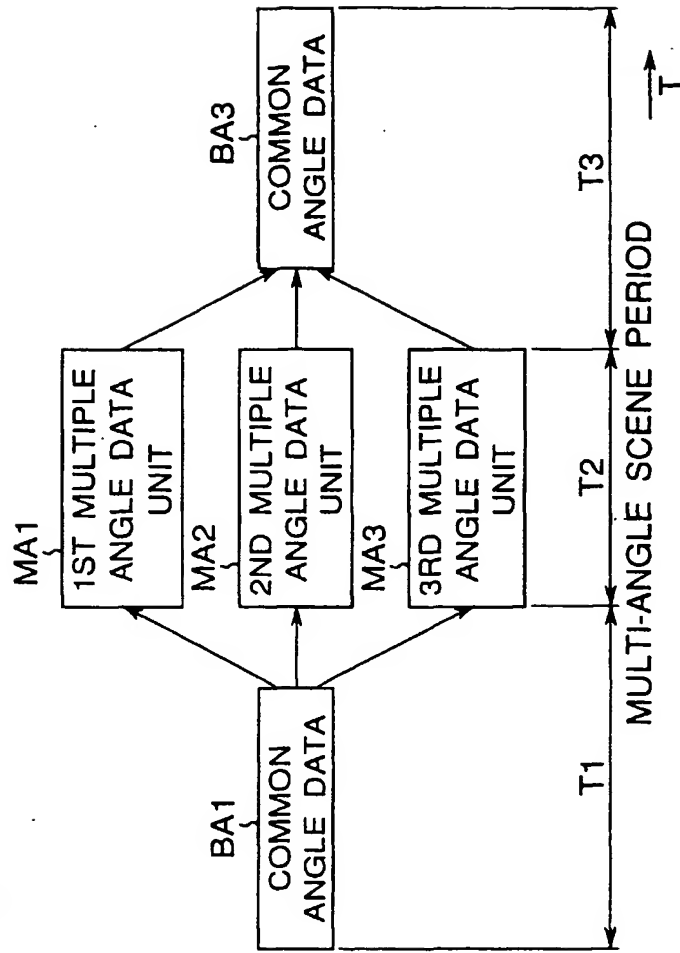 BA1
COMMON
ANGLE DATA
MA1
1ST MULTIPLE
ANGLE DATA
UNIT
MA2
2ND MULTIPLE
ANGLE DATA
UNIT
MA3
3RD MULTIPLE
ANGLE DATA
UNIT
BA3
COMMON
ANGLE DATA
T1
T2
T3
MULTI-ANGLE SCENE PERIOD
T